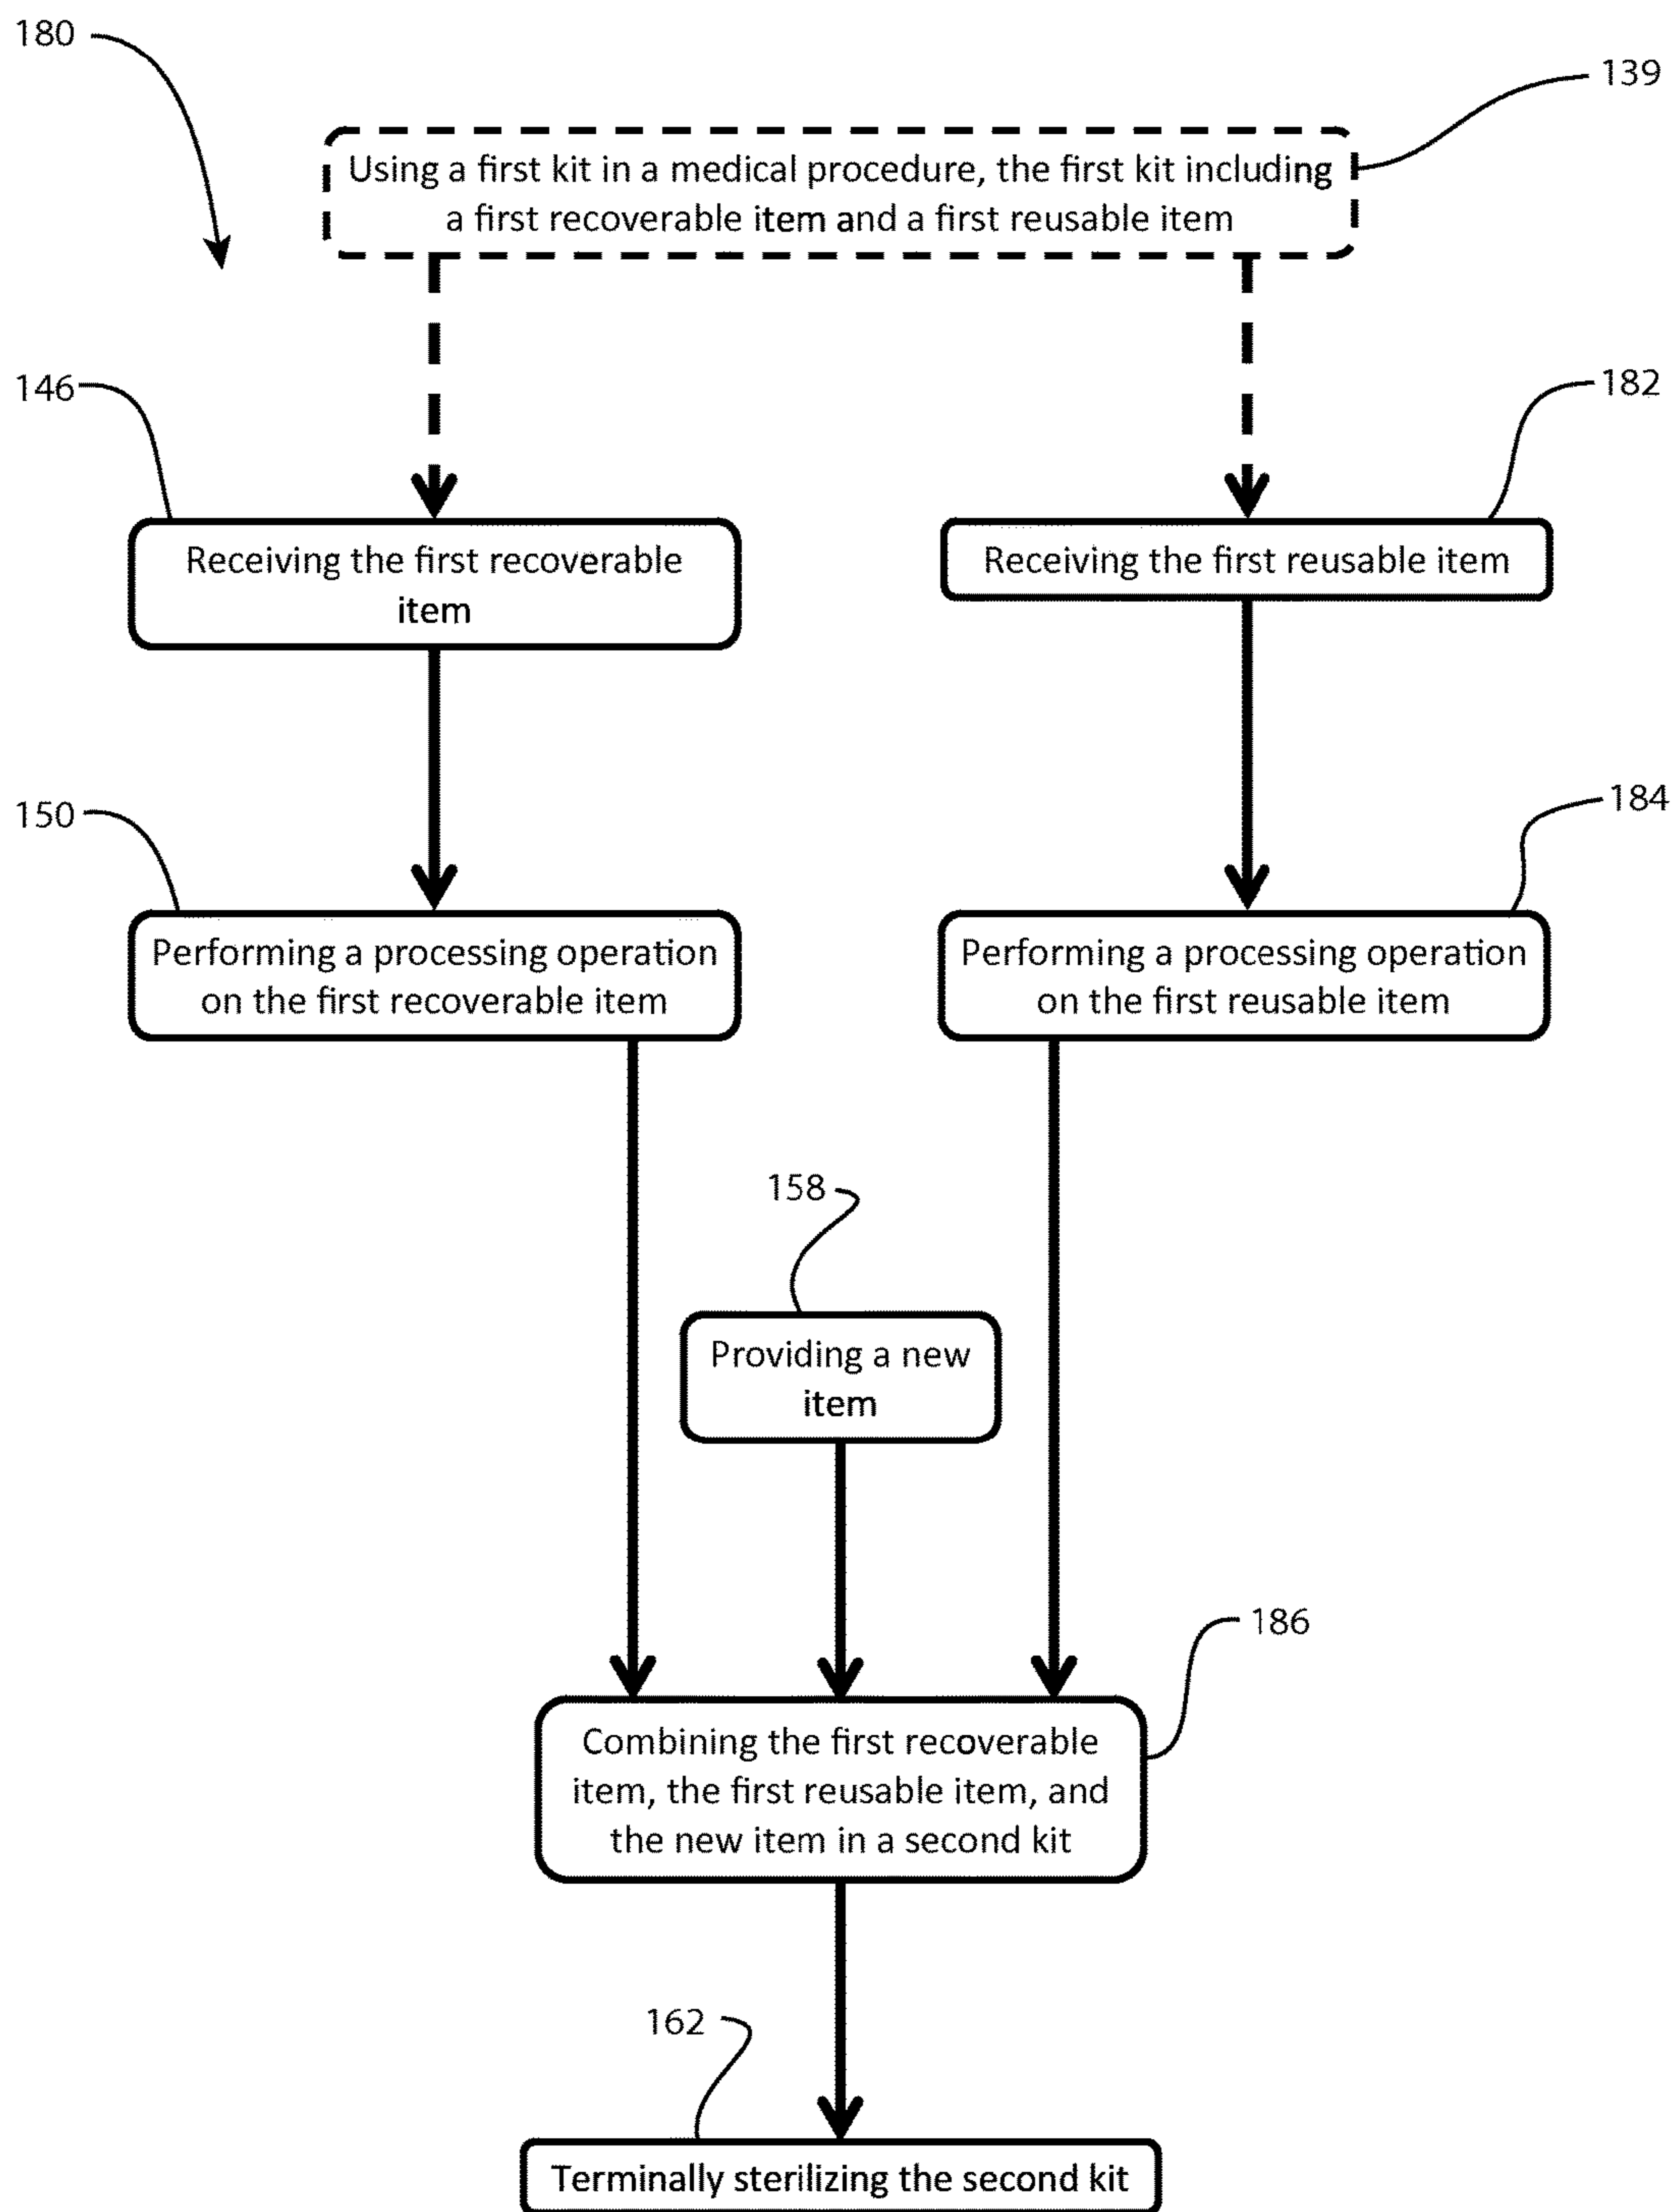 180
139
Using a first kit in a medical procedure, the first kit including
a first recoverable item and a first reusable item
146
182
Receiving the first recoverable
item
Receiving the first reusable item
150
184
Performing a processing operation
on the first recoverable item
Performing a processing operation
on the first reusable item
158
Providing a new
item
186
Combining the first recoverable
item, the first reusable item, and
the new item in a second kit
162
Terminally sterilizing the second kit